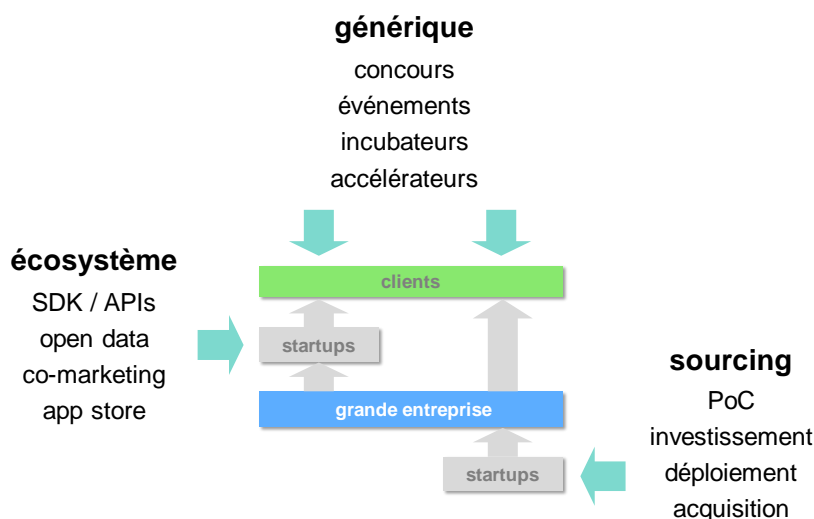 générique
concours
événements
incubateurs
accélérateurs
écosystème
SDK / APIs
open data
co-marketing
app store
clients
startups
grande entreprise
startups
sourcing
PoC
investissement
déploiement
acquisition